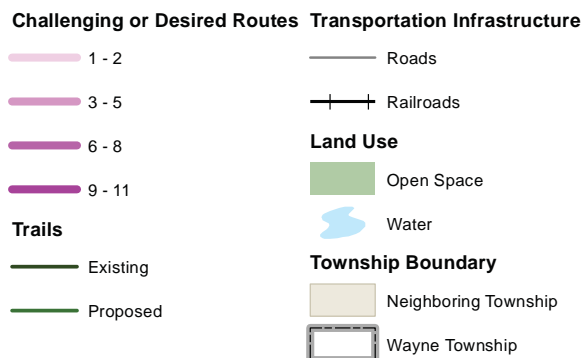 Challenging or Desired Routes
1 - 2
3 - 5
6 - 8
9 - 11
Trails
Existing
Proposed
Transportation Infrastructure
Roads
Railroads
Land Use
Open Space
Water
Township Boundary
Neighboring Township
Wayne Township